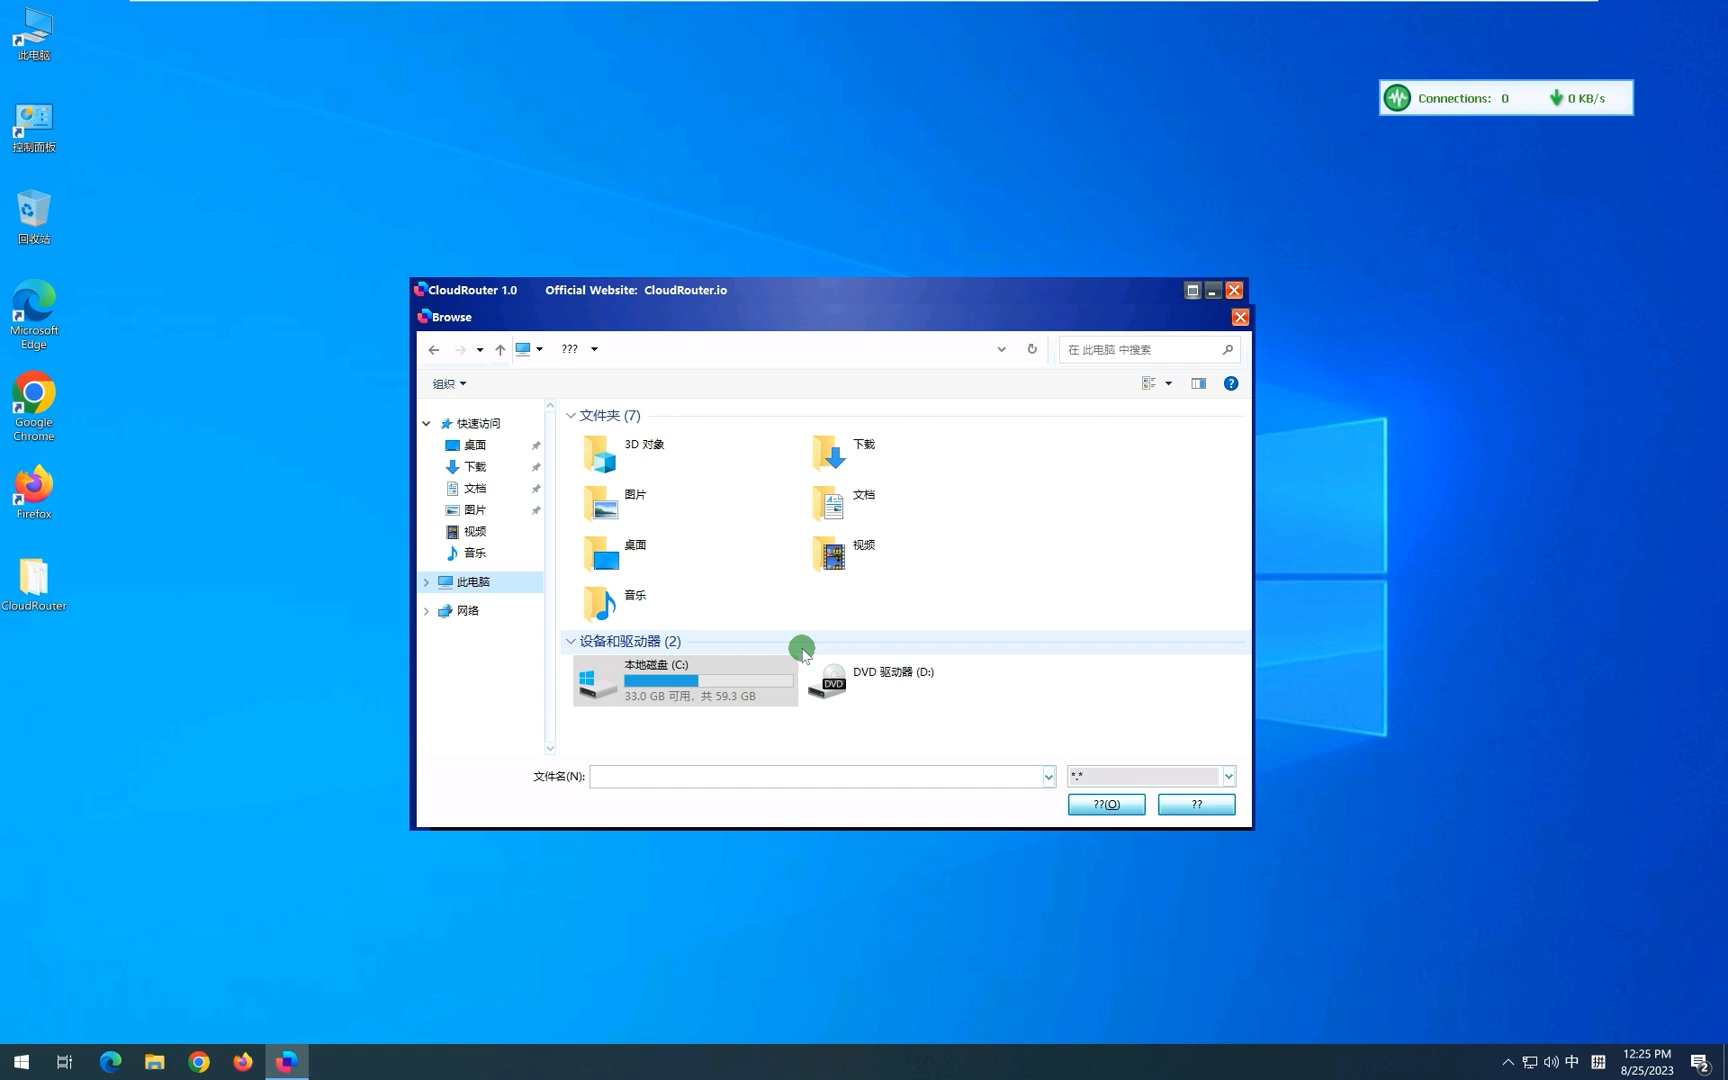 此电脑
控制面板
回收站
Microsoft
Edge
Google
Chrome
Firefox
CloudRouter
Connections: 0 0 KB/s
CloudRouter 1.0 Official Website: CloudRouter.io
Browse
??? 在 此电脑 中搜索
组织
快速访问
桌面
下载
文档
图片
视频
音乐
此电脑
网络
文件夹 (7)
3D 对象 下载
图片 文档
桌面 视频
音乐
设备和驱动器 (2)
本地磁盘 (C:)
33.0 GB 可用, 共 59.3 GB
DVD 驱动器 (D:)
DVD
文件名(N): *.*
??(O) ??
中 拼 12:25 PM
8/25/2023
2